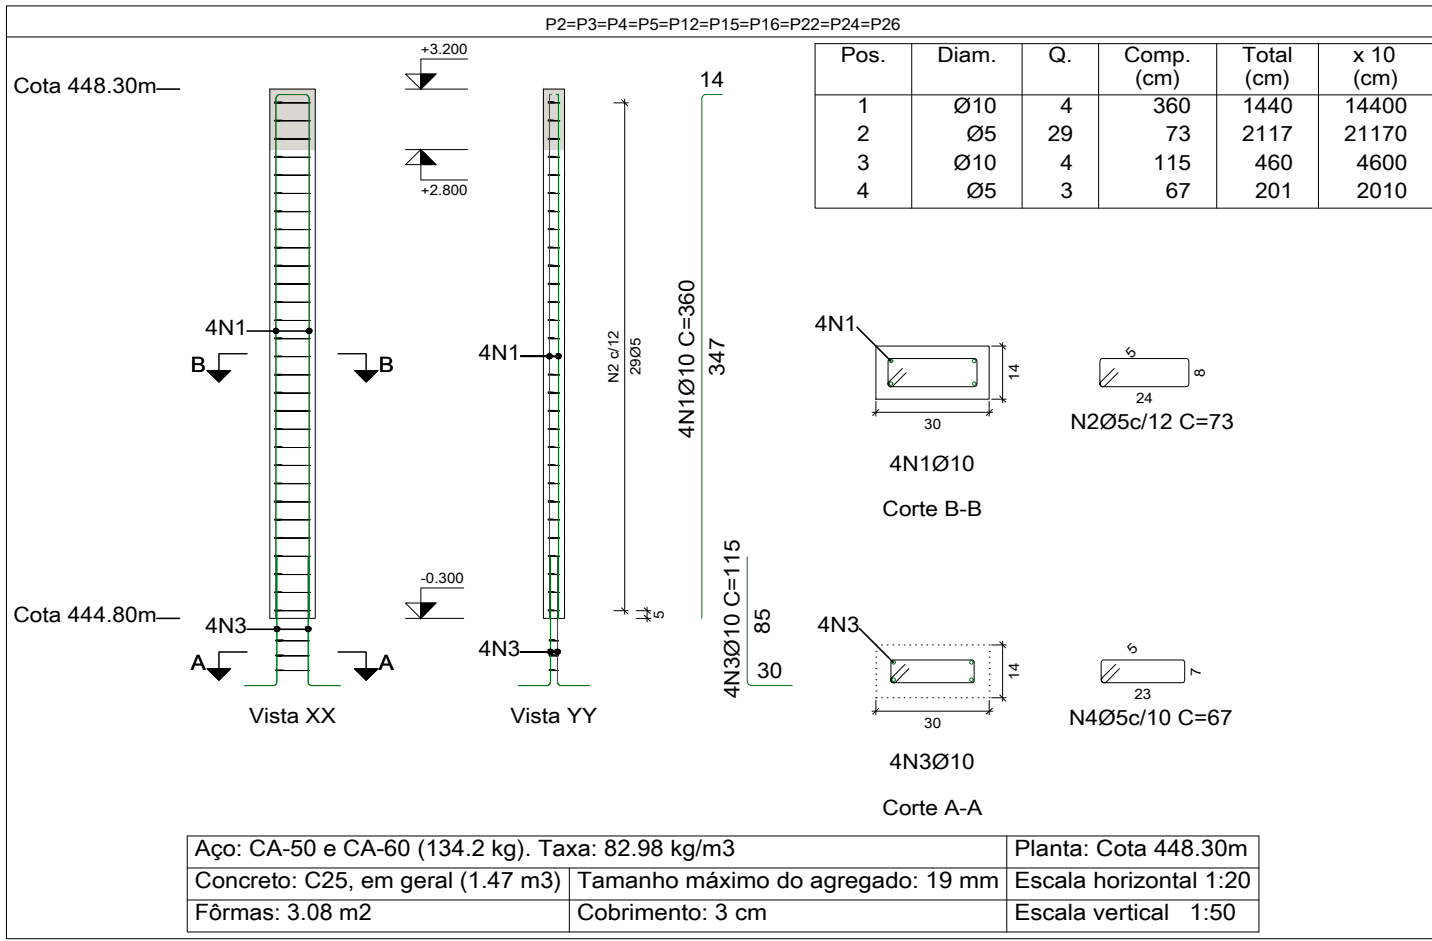 P2=P3=P4=P5=P12=P15=P16=P22=P24=P26
Cota 448.30m
+3.200
+2.800
4N1
B
B
Cota 444.80m
-0.300
4N3
A
A
Vista XX
4N1
4N3
Vista YY
N2 c/12
29Ø5
5
14
4N1Ø10 C=360
347
4N3Ø10 C=115
85
30
Pos. Diam. Q. Comp. (cm) Total (cm) x 10 (cm)
1 Ø10 4 360 1440 14400
2 Ø5 29 73 2117 21170
3 Ø10 4 115 460 4600
4 Ø5 3 67 201 2010
4N1
14
30
4N1Ø10
Corte B-B
5
8
24
N2Ø5c/12 C=73
4N3
14
30
4N3Ø10
Corte A-A
5
7
23
N4Ø5c/10 C=67
Aço: CA-50 e CA-60 (134.2 kg). Taxa: 82.98 kg/m3 Planta: Cota 448.30m
Concreto: C25, em geral (1.47 m3) Tamanho máximo do agregado: 19 mm Escala horizontal 1:20
Fôrmas: 3.08 m2 Cobrimento: 3 cm Escala vertical 1:50